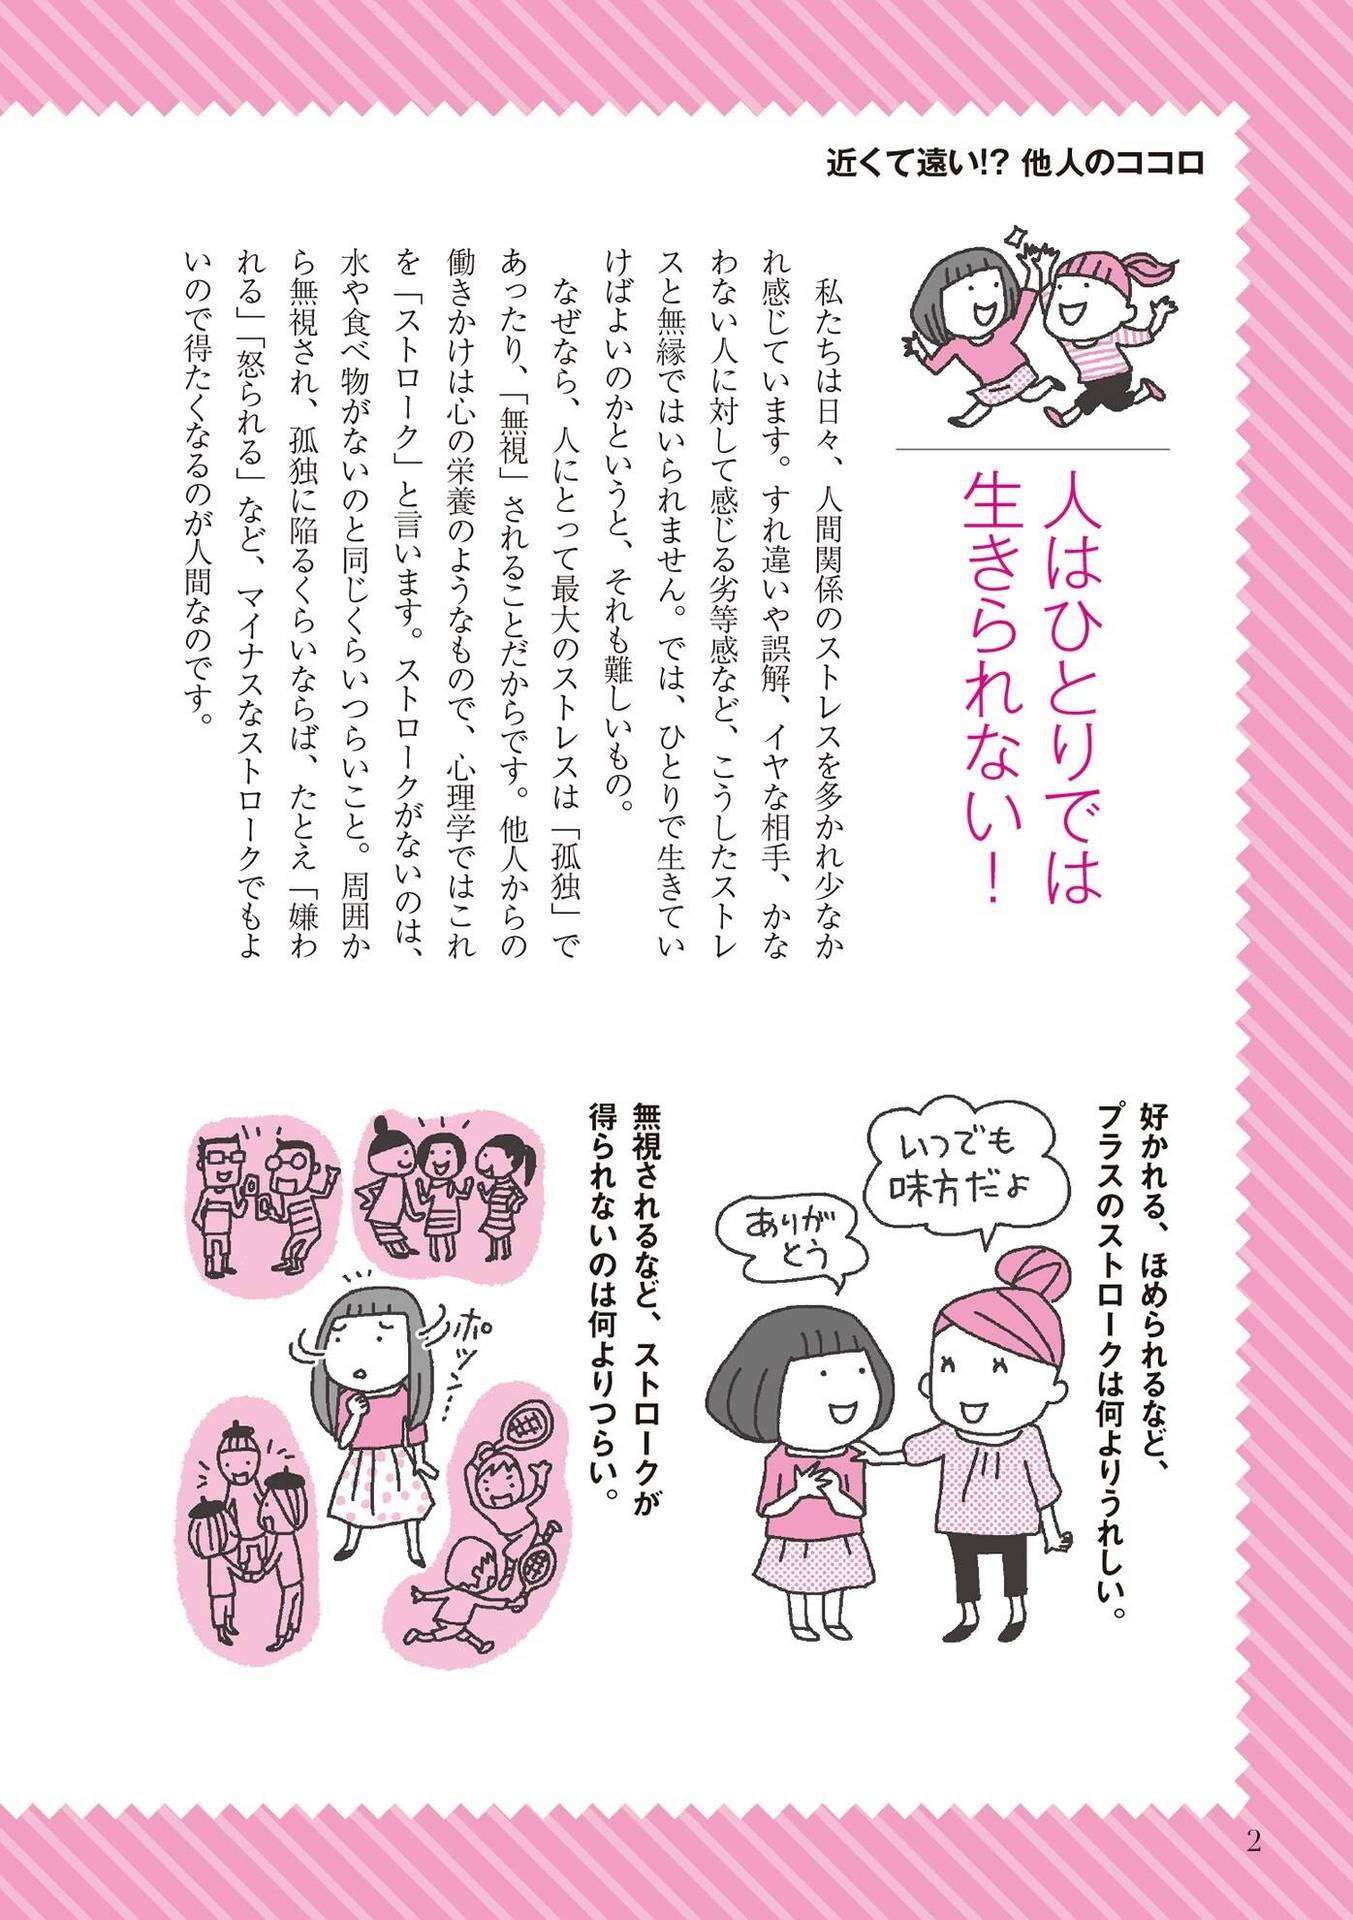 近くて遠い!? 他人のココロ
人はひとりでは
生きられない！
私たちは日々、人間関係のストレスを多かれ少なか
れ感じています。すれ違いや誤解、イヤな相手、かな
わない人に対して感じる劣等感など、こうしたストレ
スと無縁ではいられません。では、ひとりで生きてい
けばよいのかというと、それも難しいもの。
なぜなら、人にとって最大のストレスは「孤独」で
あったり、「無視」されることだからです。他人からの
働きかけは心の栄養のようなもので、心理学ではこれ
を「ストローク」と言います。ストロークがないのは、
水や食べ物がないのと同じくらいつらいこと。周囲か
ら無視され、孤独に陥るくらいならば、たとえ「嫌わ
れる」「怒られる」など、マイナスなストロークでもよ
いので得たくなるのが人間なのです。
好かれる、ほめられるなど、
プラスのストロークは何よりうれしい。
いつでも
味方だよ
ありが
とう
無視されるなど、ストロークが
得られないのは何よりつらい。
ポツン…
2